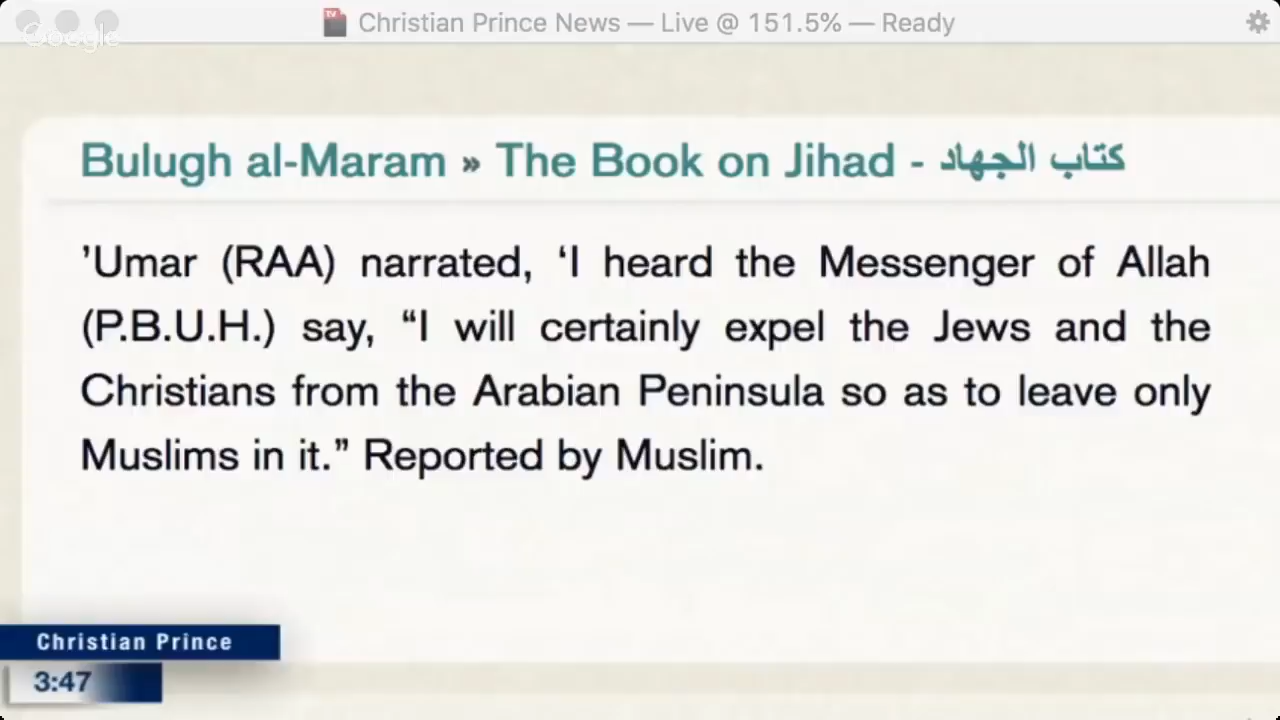 Christian Prince News — Live @ 151.5% — Ready
Google
Bulugh al-Maram » The Book on Jihad - كتاب الجهاد
’Umar (RAA) narrated, ‘I heard the Messenger of Allah
(P.B.U.H.) say, “I will certainly expel the Jews and the
Christians from the Arabian Peninsula so as to leave only
Muslims in it.” Reported by Muslim.
Christian Prince
3:47